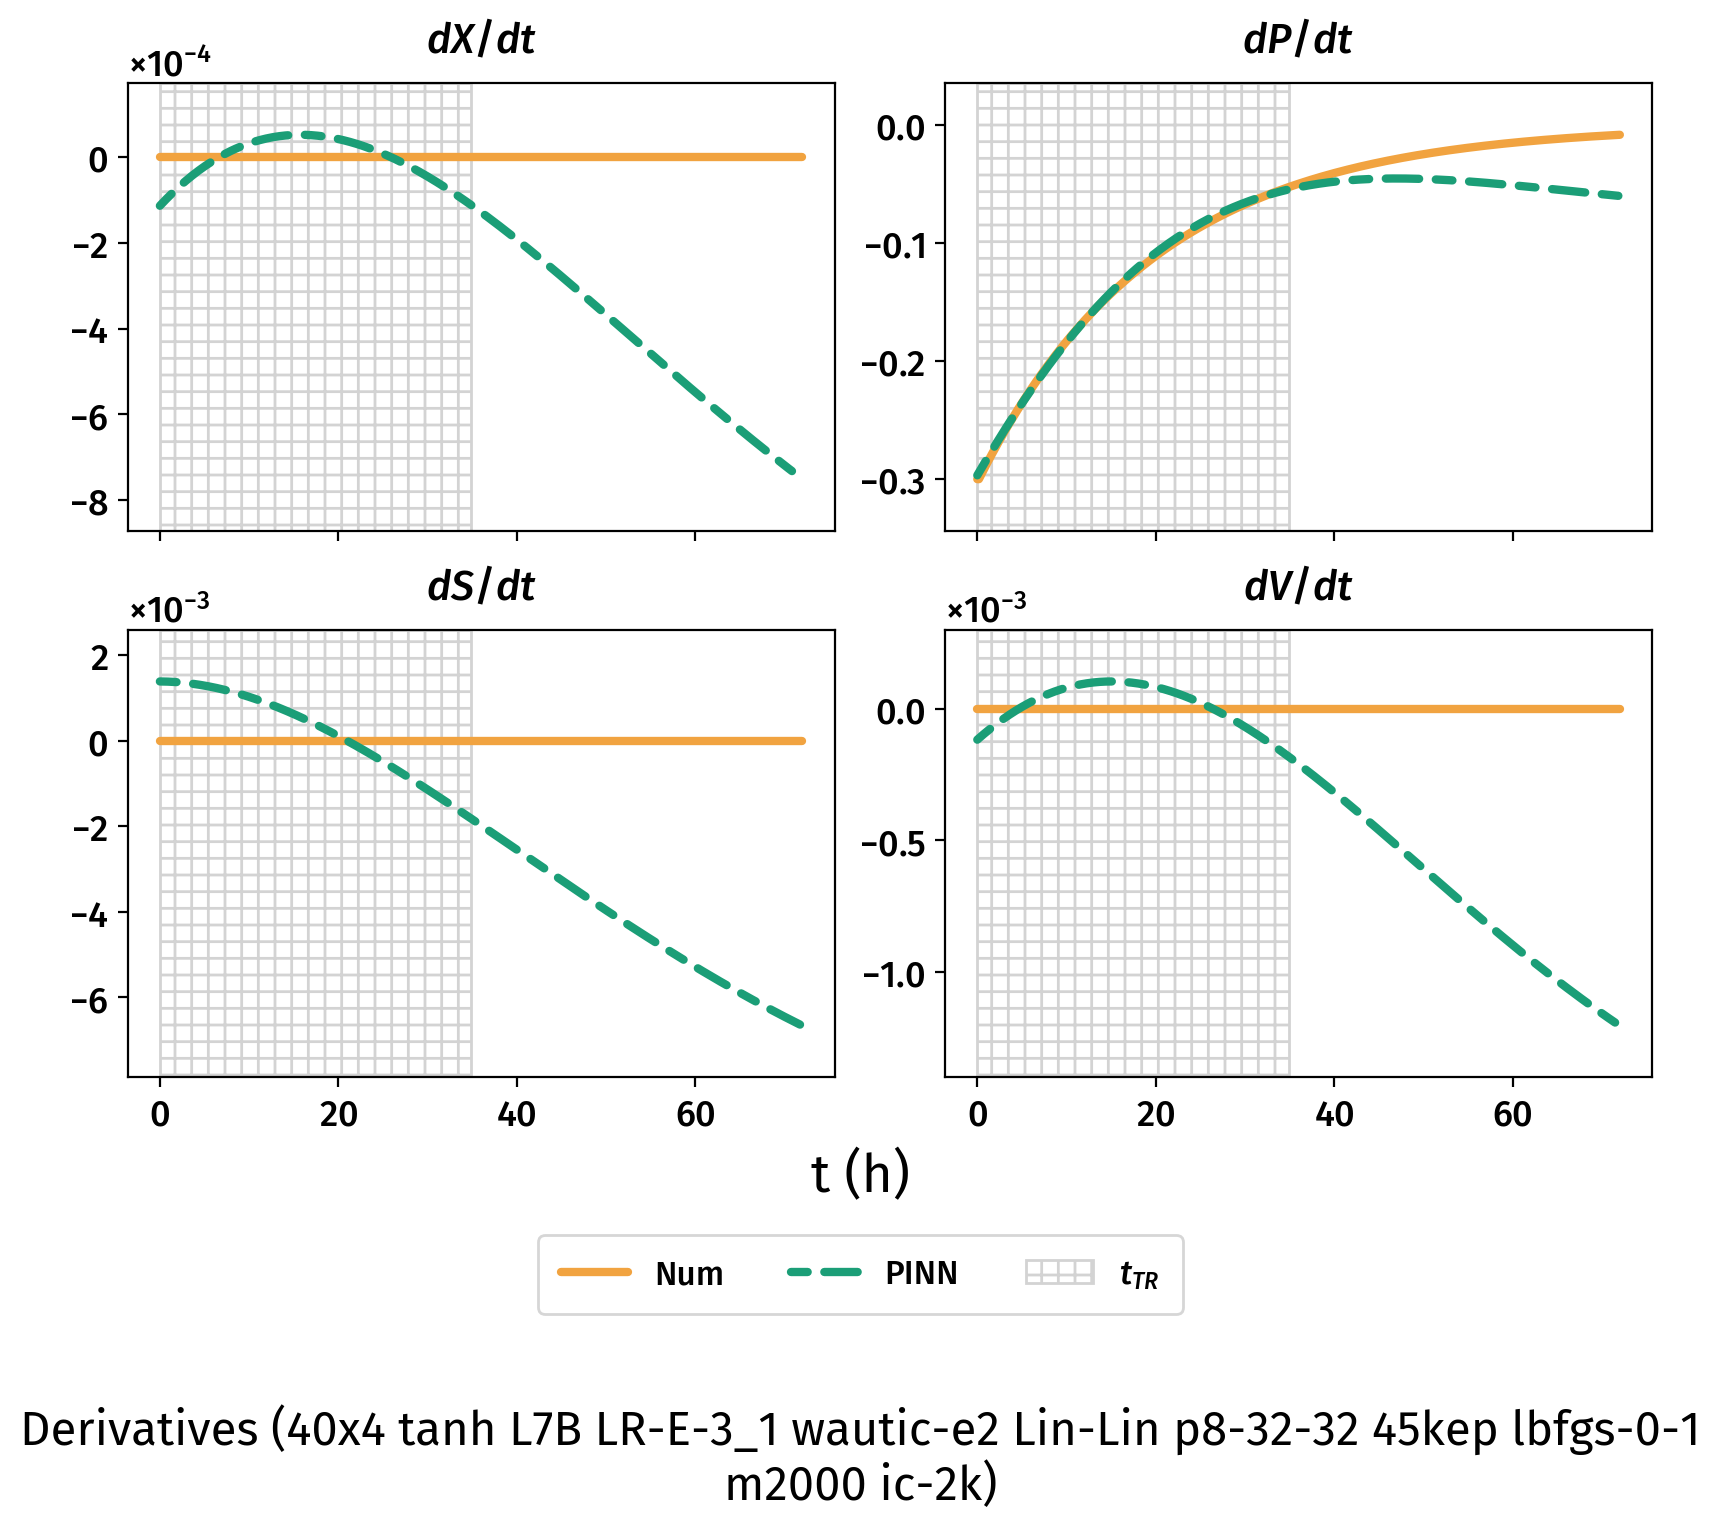 dX/dt
dP/dt
×10⁻⁴
0
−2
−4
−6
−8
0.0
−0.1
−0.2
−0.3
dS/dt
dV/dt
×10⁻³
×10⁻³
2
0
−2
−4
−6
0.0
−0.5
−1.0
0 20 40 60
0 20 40 60
t (h)
Num PINN t_TR
Derivatives (40x4 tanh L7B LR-E-3_1 wautic-e2 Lin-Lin p8-32-32 45kep lbfgs-0-1
m2000 ic-2k)